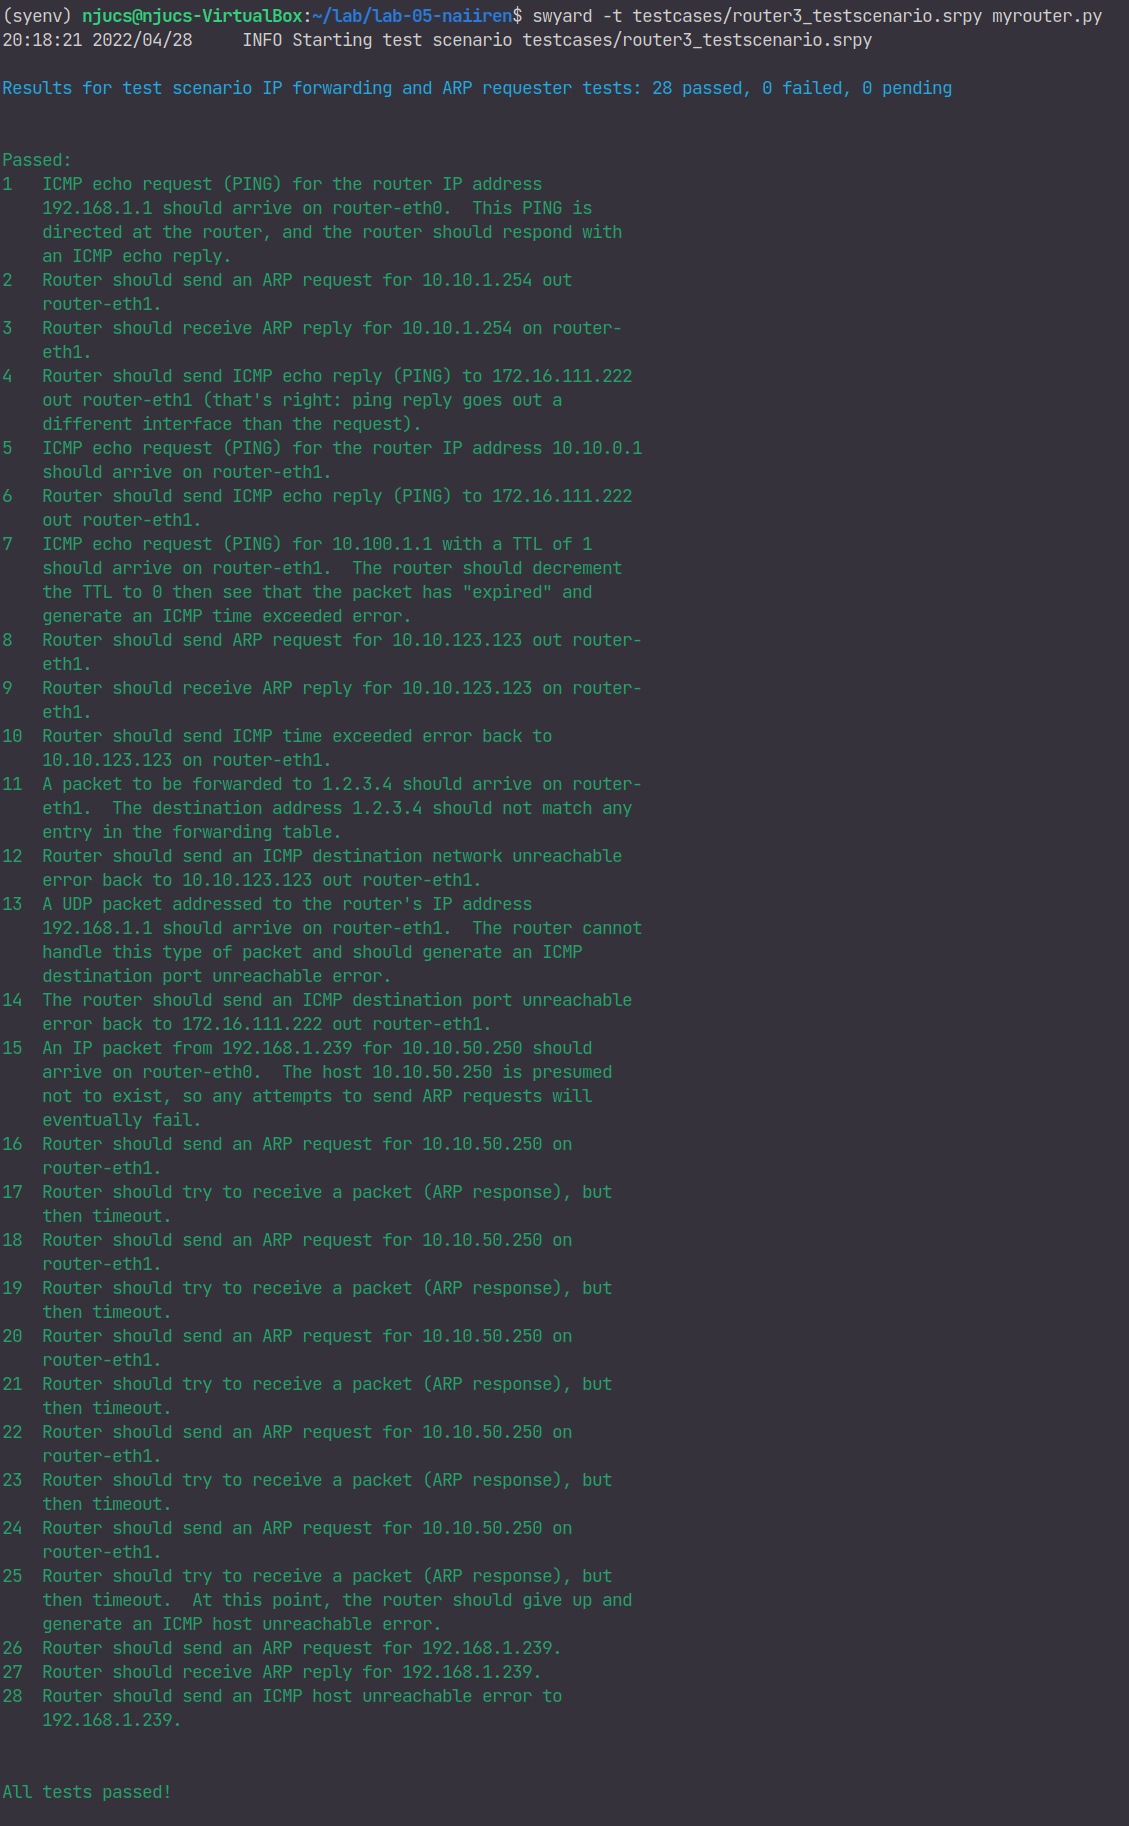 (syenv) njucs@njucs-VirtualBox:~/lab/lab-05-naiiren$ swyard -t testcases/router3_testscenario.srpy myrouter.py
20:18:21 2022/04/28     INFO Starting test scenario testcases/router3_testscenario.srpy
Results for test scenario IP forwarding and ARP requester tests: 28 passed, 0 failed, 0 pending
Passed:
1   ICMP echo request (PING) for the router IP address
    192.168.1.1 should arrive on router-eth0.  This PING is
    directed at the router, and the router should respond with
    an ICMP echo reply.
2   Router should send an ARP request for 10.10.1.254 out
    router-eth1.
3   Router should receive ARP reply for 10.10.1.254 on router-
    eth1.
4   Router should send ICMP echo reply (PING) to 172.16.111.222
    out router-eth1 (that's right: ping reply goes out a
    different interface than the request).
5   ICMP echo request (PING) for the router IP address 10.10.0.1
    should arrive on router-eth1.
6   Router should send ICMP echo reply (PING) to 172.16.111.222
    out router-eth1.
7   ICMP echo request (PING) for 10.100.1.1 with a TTL of 1
    should arrive on router-eth1.  The router should decrement
    the TTL to 0 then see that the packet has "expired" and
    generate an ICMP time exceeded error.
8   Router should send ARP request for 10.10.123.123 out router-
    eth1.
9   Router should receive ARP reply for 10.10.123.123 on router-
    eth1.
10  Router should send ICMP time exceeded error back to
    10.10.123.123 on router-eth1.
11  A packet to be forwarded to 1.2.3.4 should arrive on router-
    eth1.  The destination address 1.2.3.4 should not match any
    entry in the forwarding table.
12  Router should send an ICMP destination network unreachable
    error back to 10.10.123.123 out router-eth1.
13  A UDP packet addressed to the router's IP address
    192.168.1.1 should arrive on router-eth1.  The router cannot
    handle this type of packet and should generate an ICMP
    destination port unreachable error.
14  The router should send an ICMP destination port unreachable
    error back to 172.16.111.222 out router-eth1.
15  An IP packet from 192.168.1.239 for 10.10.50.250 should
    arrive on router-eth0.  The host 10.10.50.250 is presumed
    not to exist, so any attempts to send ARP requests will
    eventually fail.
16  Router should send an ARP request for 10.10.50.250 on
    router-eth1.
17  Router should try to receive a packet (ARP response), but
    then timeout.
18  Router should send an ARP request for 10.10.50.250 on
    router-eth1.
19  Router should try to receive a packet (ARP response), but
    then timeout.
20  Router should send an ARP request for 10.10.50.250 on
    router-eth1.
21  Router should try to receive a packet (ARP response), but
    then timeout.
22  Router should send an ARP request for 10.10.50.250 on
    router-eth1.
23  Router should try to receive a packet (ARP response), but
    then timeout.
24  Router should send an ARP request for 10.10.50.250 on
    router-eth1.
25  Router should try to receive a packet (ARP response), but
    then timeout.  At this point, the router should give up and
    generate an ICMP host unreachable error.
26  Router should send an ARP request for 192.168.1.239.
27  Router should receive ARP reply for 192.168.1.239.
28  Router should send an ICMP host unreachable error to
    192.168.1.239.
All tests passed!